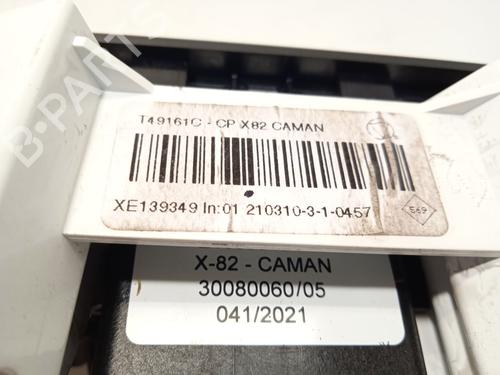 B-PARTS
T49161C - CP X82 CAMAN
XE139349 In:01 210310-3-1-0457
569
X-82 - CAMAN
30080060/05
041/2021